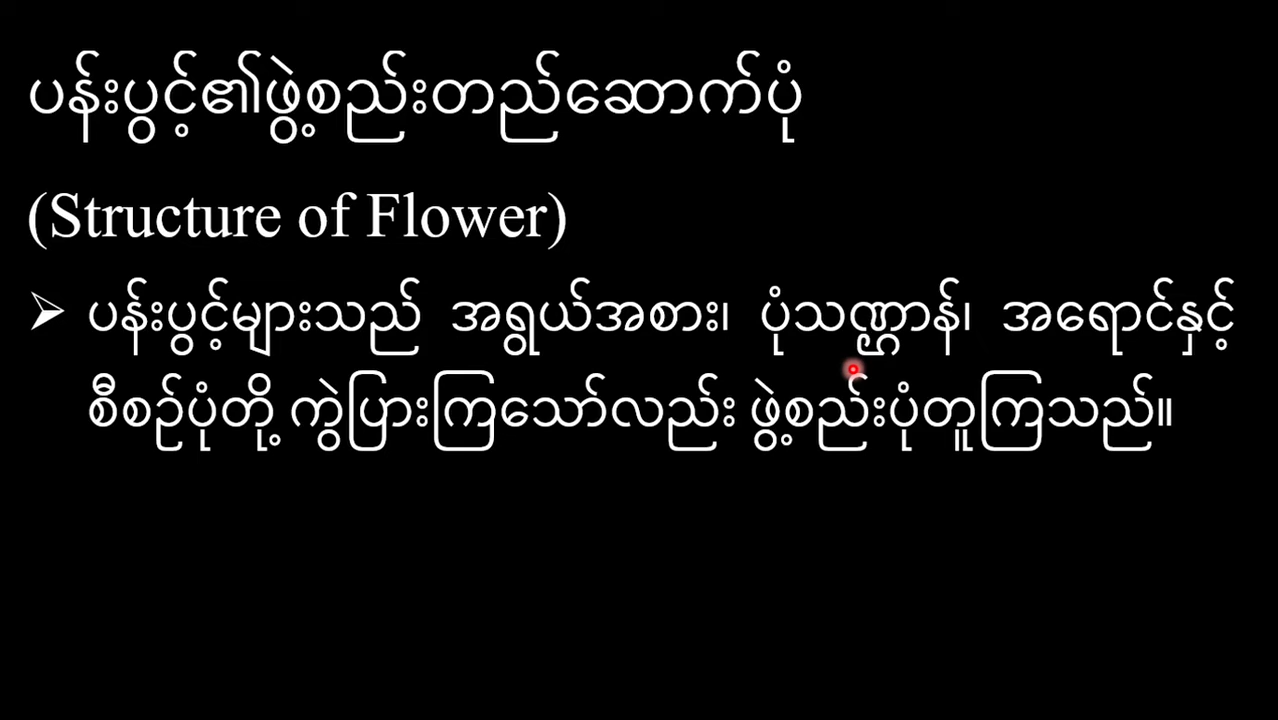 ပန်းပွင့်၏ဖွဲ့စည်းတည်ဆောက်ပုံ
(Structure of Flower)
➢ ပန်းပွင့်များသည် အရွယ်အစား၊ ပုံသဏ္ဌာန်၊ အရောင်နှင့်
စီစဉ်ပုံတို့ ကွဲပြားကြသော်လည်း ဖွဲ့စည်းပုံတူကြသည်။